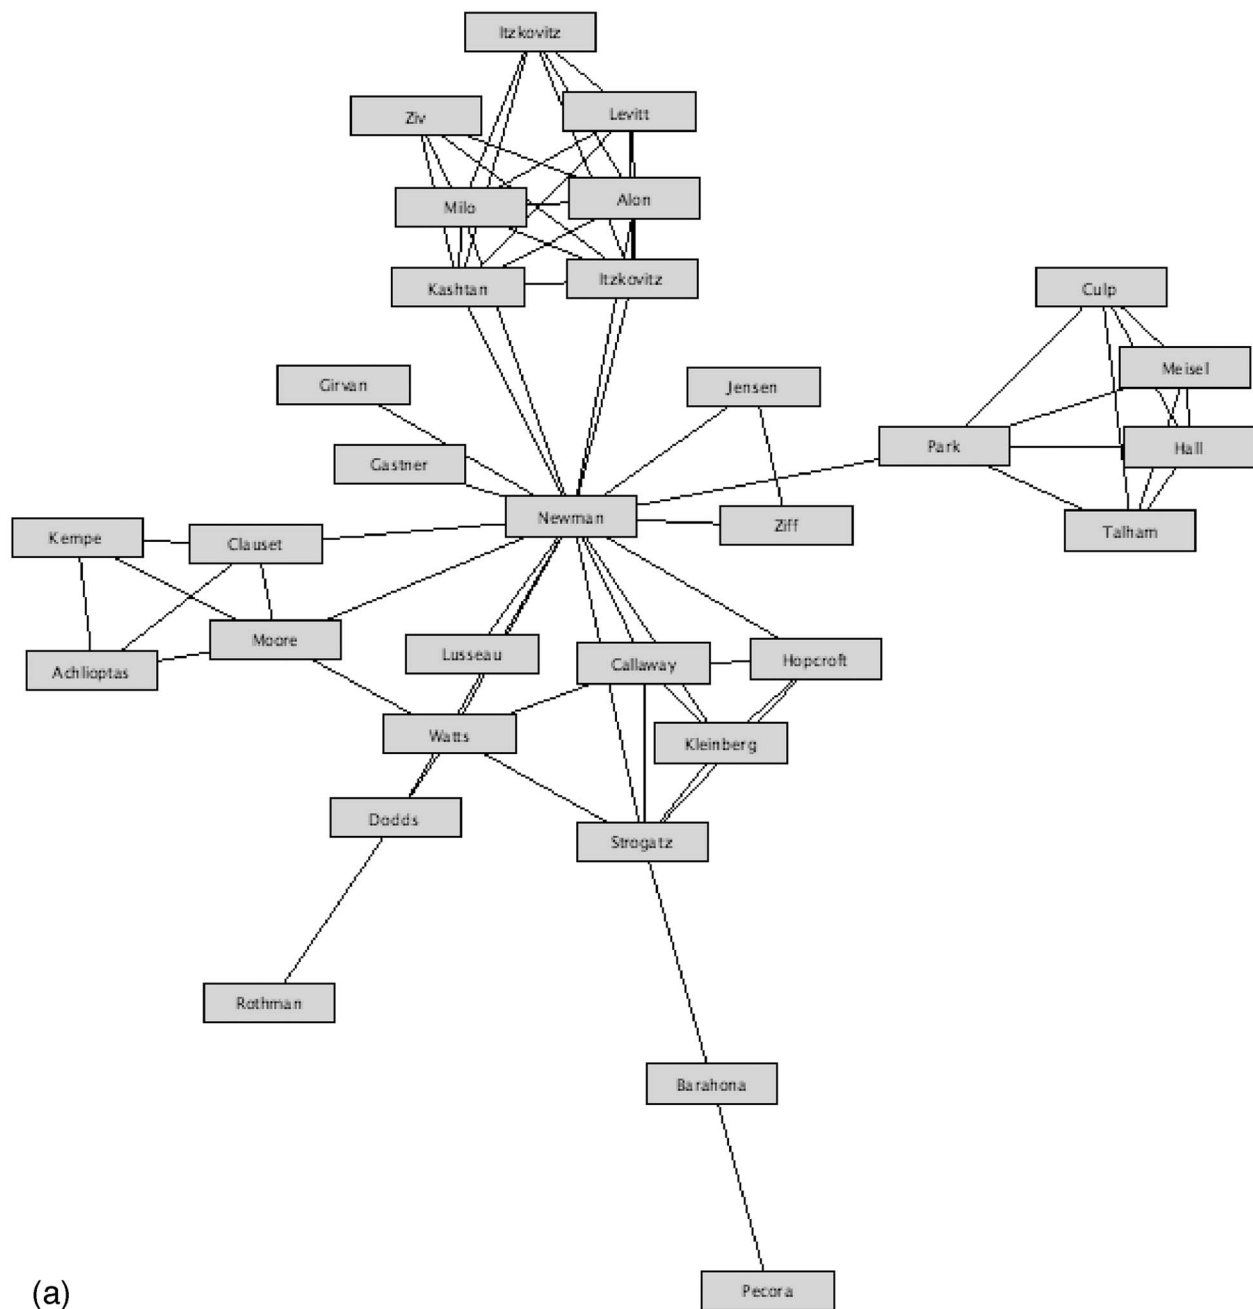 Itzkovitz
Ziv
Levitt
Milo
Alon
Kashtan
Itzkovitz
Culp
Girvan
Jensen
Meisel
Gastner
Park
Hall
Newman
Ziff
Talham
Kempe
Clauset
Moore
Lusseau
Callaway
Hopcroft
Achlioptas
Watts
Kleinberg
Dodds
Strogatz
Rothman
Barahona
Pecora
(a)